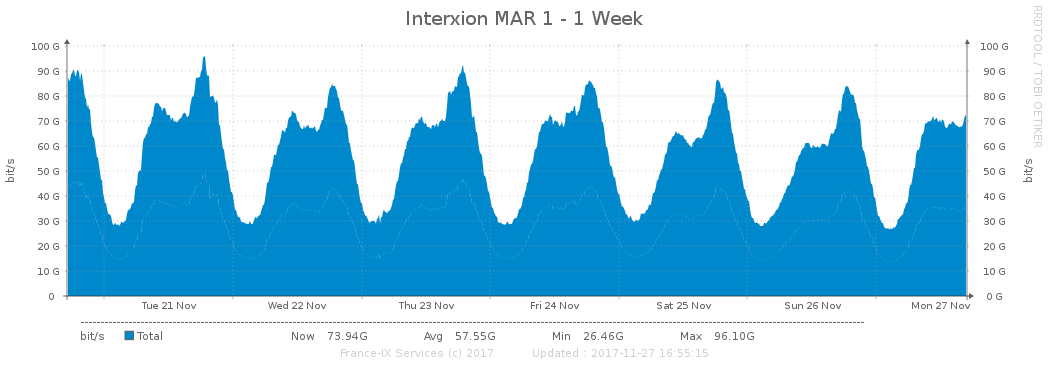 Interxion MAR 1 - 1 Week
RRDTOOL / TOBI OETIKER
bit/s
100 G
90 G
80 G
70 G
60 G
50 G
40 G
30 G
20 G
10 G
0
100 G
90 G
80 G
70 G
60 G
50 G
40 G
30 G
20 G
10 G
0 G
bit/s
Tue 21 Nov Wed 22 Nov Thu 23 Nov Fri 24 Nov Sat 25 Nov Sun 26 Nov Mon 27 Nov
bit/s Total Now 73.94G Avg 57.55G Min 26.46G Max 96.10G
France-IX Services (c) 2017 Updated : 2017-11-27 16:55:15